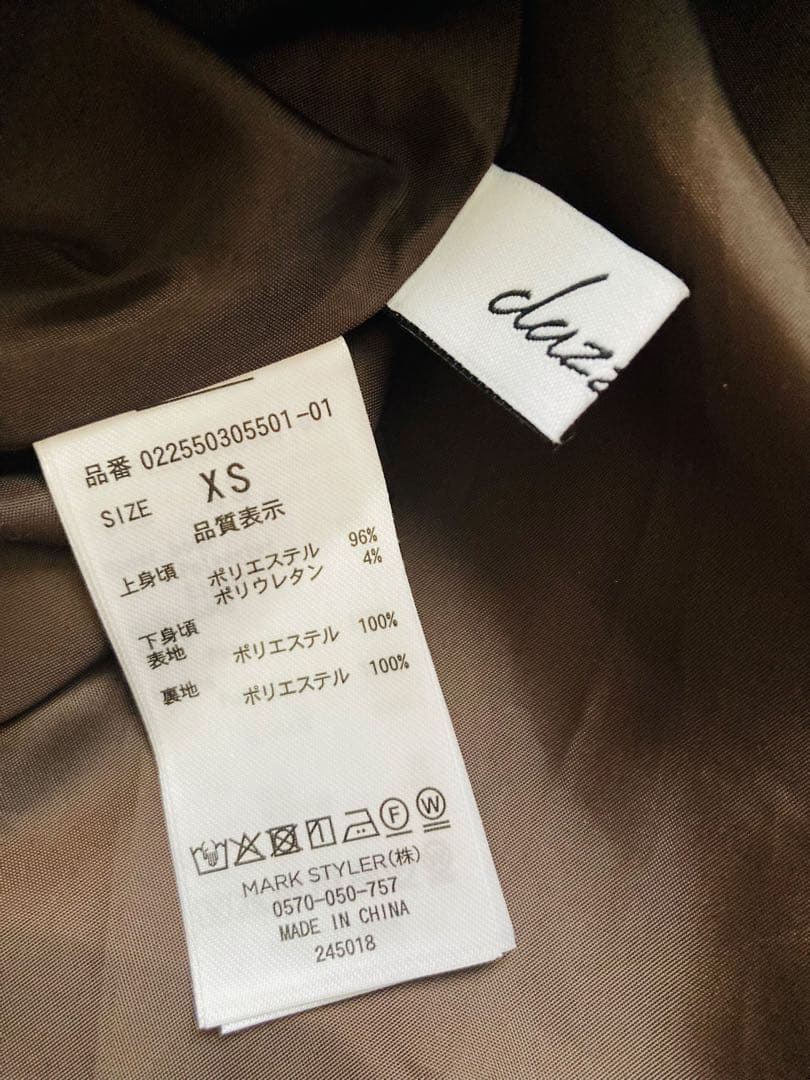 dazz
品番 022550305501-01
SIZE XS
品質表示
上身頃 ポリエステル 96%
ポリウレタン 4%
下身頃
表地 ポリエステル 100%
裏地 ポリエステル 100%
F W
MARK STYLER(株)
0570-050-757
MADE IN CHINA
245018